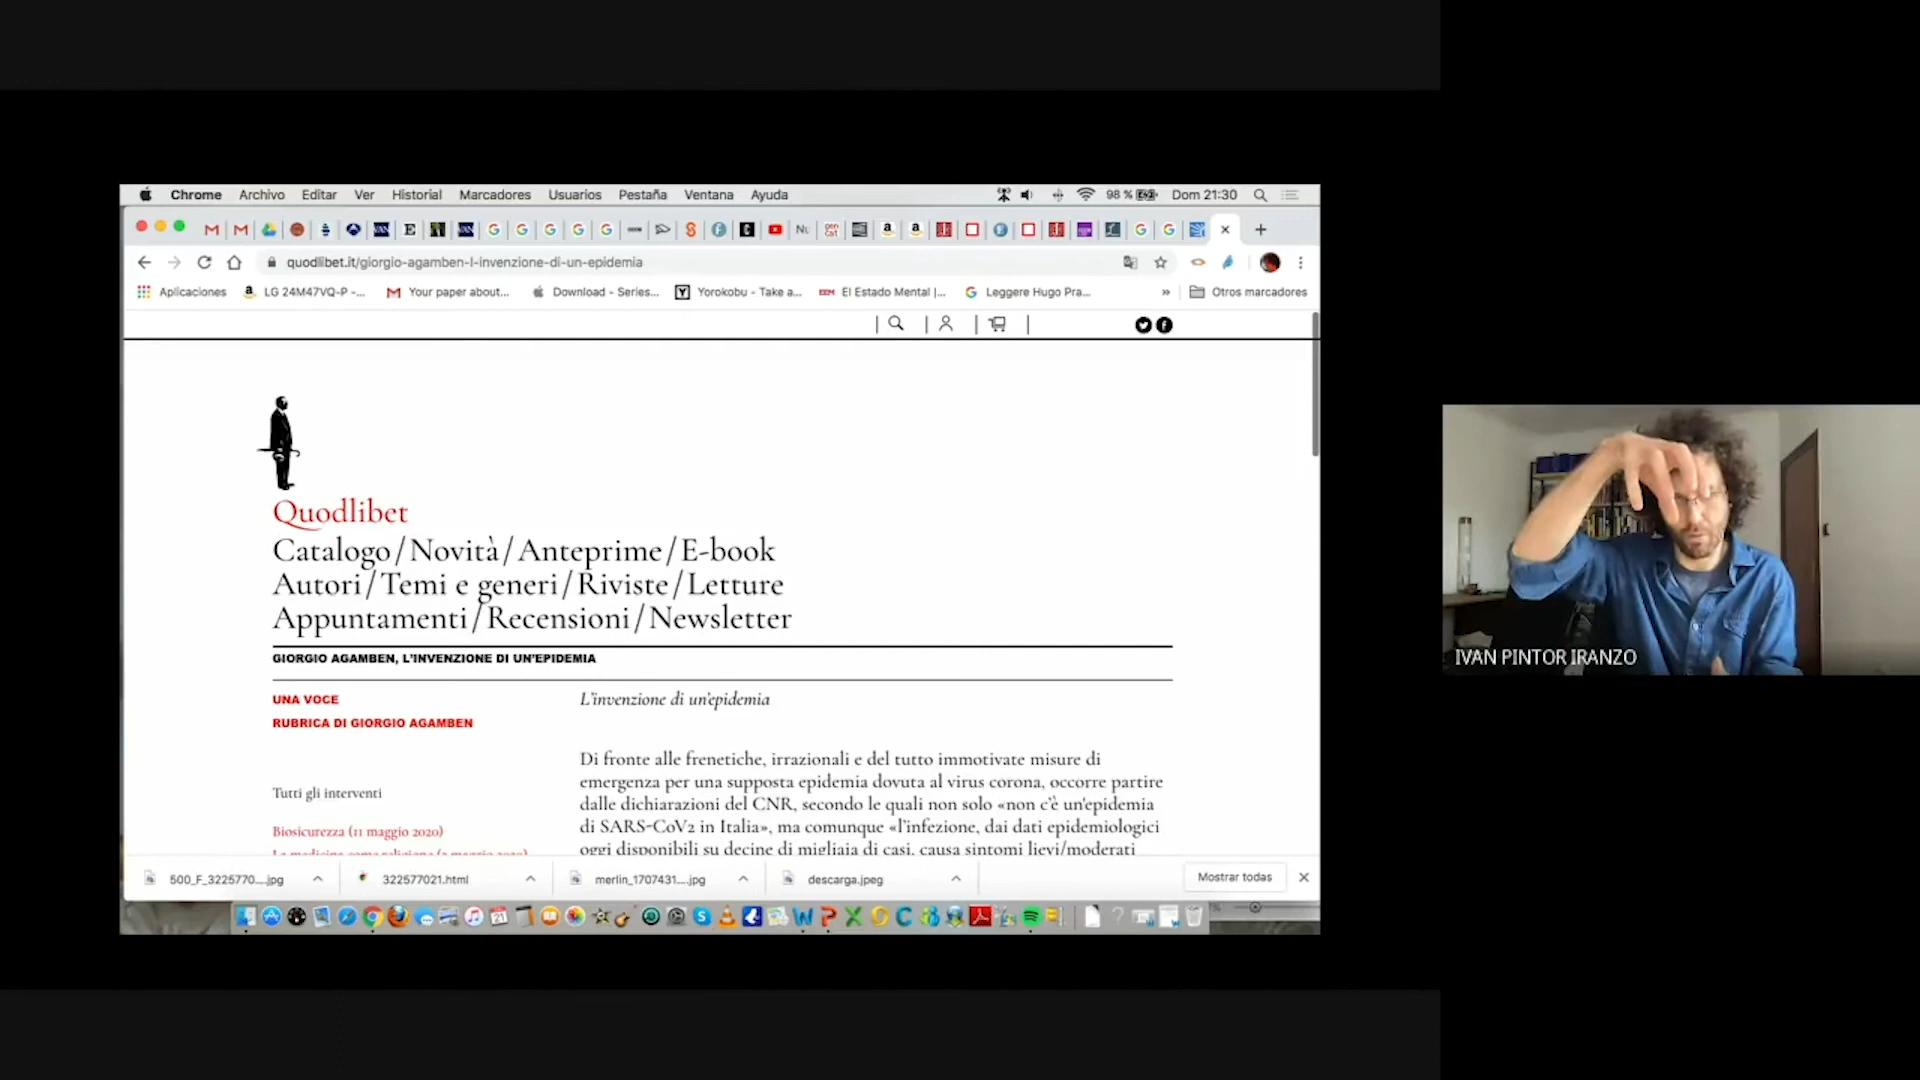 Chrome Archivo Editar Ver Historial Marcadores Usuarios Pestaña Ventana Ayuda 98 % Dom 21:30
quodlibet.it/giorgio-agamben-l-invenzione-di-un-epidemia
Aplicaciones LG 24M47VQ-P -... Your paper about... Download - Series... Yorokobu - Take a... El Estado Mental |... Leggere Hugo Pra... » Otros marcadores
Quodlibet
Catalogo/Novità/Anteprime/E-book
Autori/Temi e generi/Riviste/Letture
Appuntamenti/Recensioni/Newsletter
GIORGIO AGAMBEN, L'INVENZIONE DI UN'EPIDEMIA
UNA VOCE
RUBRICA DI GIORGIO AGAMBEN
Tutti gli interventi
Biosicurezza (11 maggio 2020)
La medicina come religione (2 maggio 2020)
L'invenzione di un'epidemia
Di fronte alle frenetiche, irrazionali e del tutto immotivate misure di
emergenza per una supposta epidemia dovuta al virus corona, occorre partire
dalle dichiarazioni del CNR, secondo le quali non solo «non c'è un'epidemia
di SARS-CoV2 in Italia», ma comunque «l'infezione, dai dati epidemiologici
oggi disponibili su decine di migliaia di casi, causa sintomi lievi/moderati
500_F_3225770....jpg 322577021.html merlin_1707431....jpg descarga.jpeg Mostrar todas
IVAN PINTOR IRANZO